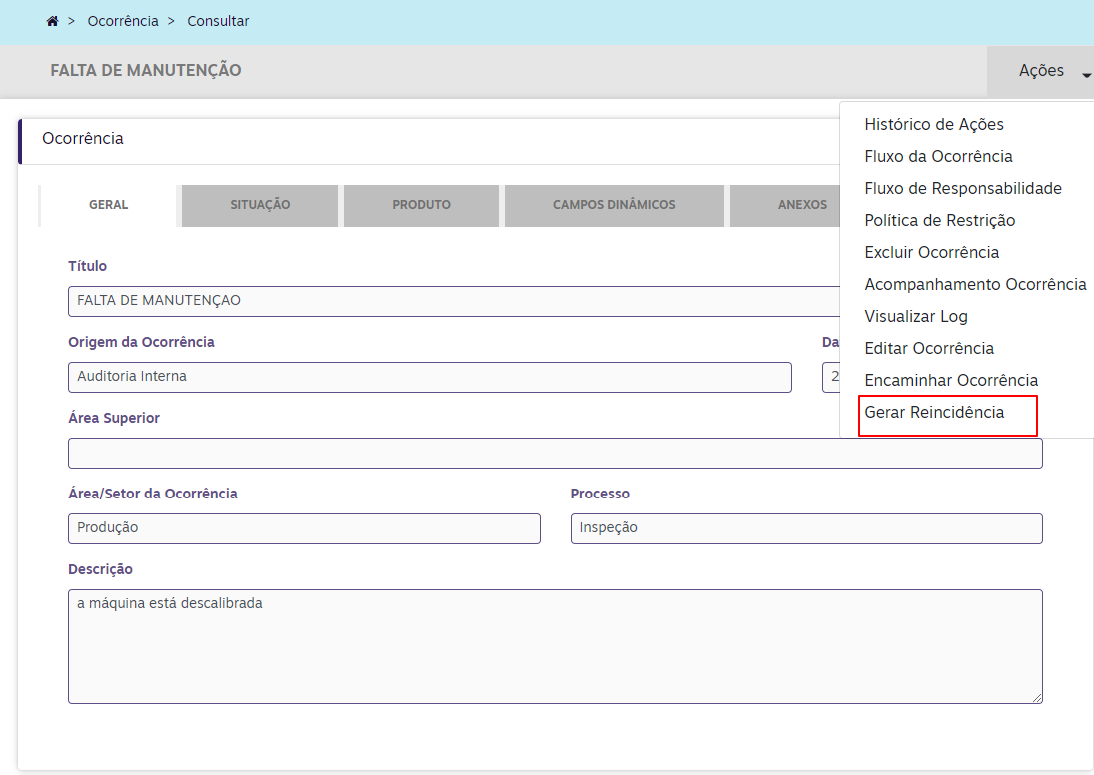 > Ocorrência > Consultar
FALTA DE MANUTENÇÃO
Ações
Histórico de Ações
Fluxo da Ocorrência
Fluxo de Responsabilidade
Política de Restrição
Excluir Ocorrência
Acompanhamento Ocorrência
Visualizar Log
Editar Ocorrência
Encaminhar Ocorrência
Gerar Reincidência
Ocorrência
GERAL SITUAÇÃO PRODUTO CAMPOS DINÂMICOS ANEXOS
Título
FALTA DE MANUTENÇAO
Origem da Ocorrência Da
Auditoria Interna 2
Área Superior
Área/Setor da Ocorrência Processo
Produção Inspeção
Descrição
a máquina está descalibrada